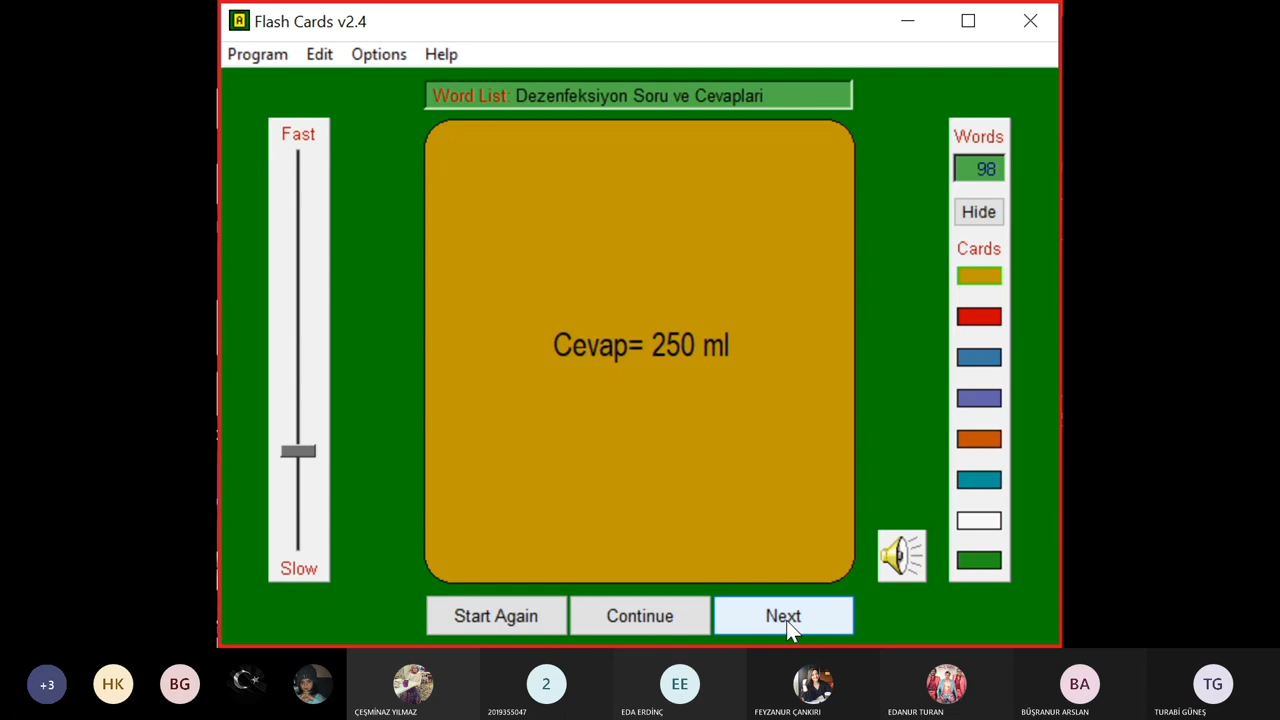 Flash Cards v2.4
Program Edit Options Help
Word List: Dezenfeksiyon Soru ve Cevaplari
Fast
Slow
Cevap= 250 ml
Words
98
Hide
Cards
Start Again Continue Next
+3 HK BG 2 EE BA TG
ÇEŞMİNAZ YILMAZ 2019355047 EDA ERDİNÇ FEYZANUR ÇANKIRI EDANUR TURAN BÜŞRANUR ARSLAN TURABİ GÜNEŞ